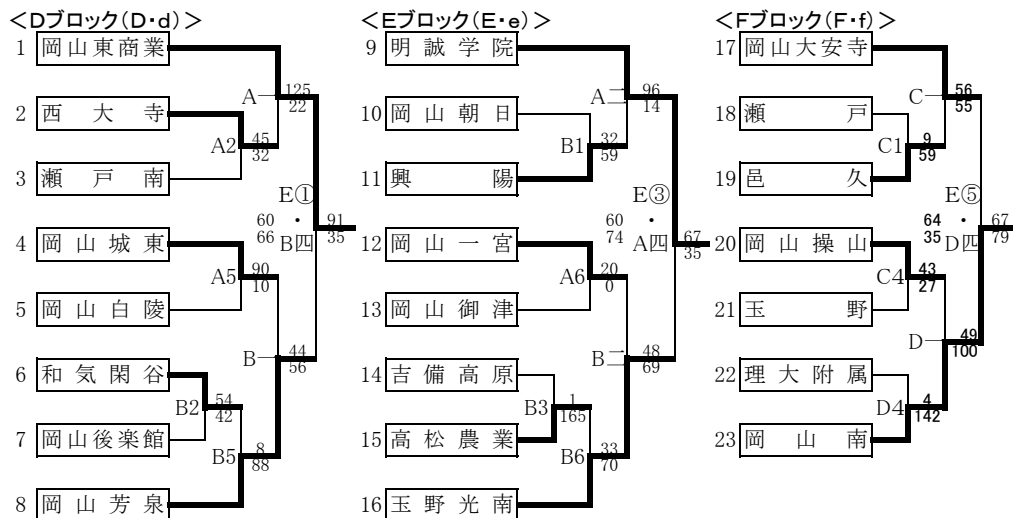 ＜Dブロック(D・d)＞
1 岡山東商業
A一 125
22
2 西大寺
A2 45
32
3 瀬戸南
E①
・
B四
60
66
91
35
4 岡山城東
A5 90
10
5 岡山白陵
B一 44
56
6 和気閑谷
B2 54
42
7 岡山後楽館
B5 8
88
8 岡山芳泉
＜Eブロック(E・e)＞
9 明誠学院
A二 96
14
10 岡山朝日
B1 32
59
11 興陽
E③
・
A四
60
74
67
35
12 岡山一宮
A6 20
0
13 岡山御津
B二 48
69
14 吉備高原
B3 1
165
15 高松農業
B6 33
70
16 玉野光南
＜Fブロック(F・f)＞
17 岡山大安寺
C一 56
55
18 瀬戸
C1 9
59
19 邑久
E⑤
・
D四
64
35
67
79
20 岡山操山
C4 43
27
21 玉野
D一 49
100
22 理大附属
D4 4
142
23 岡山南